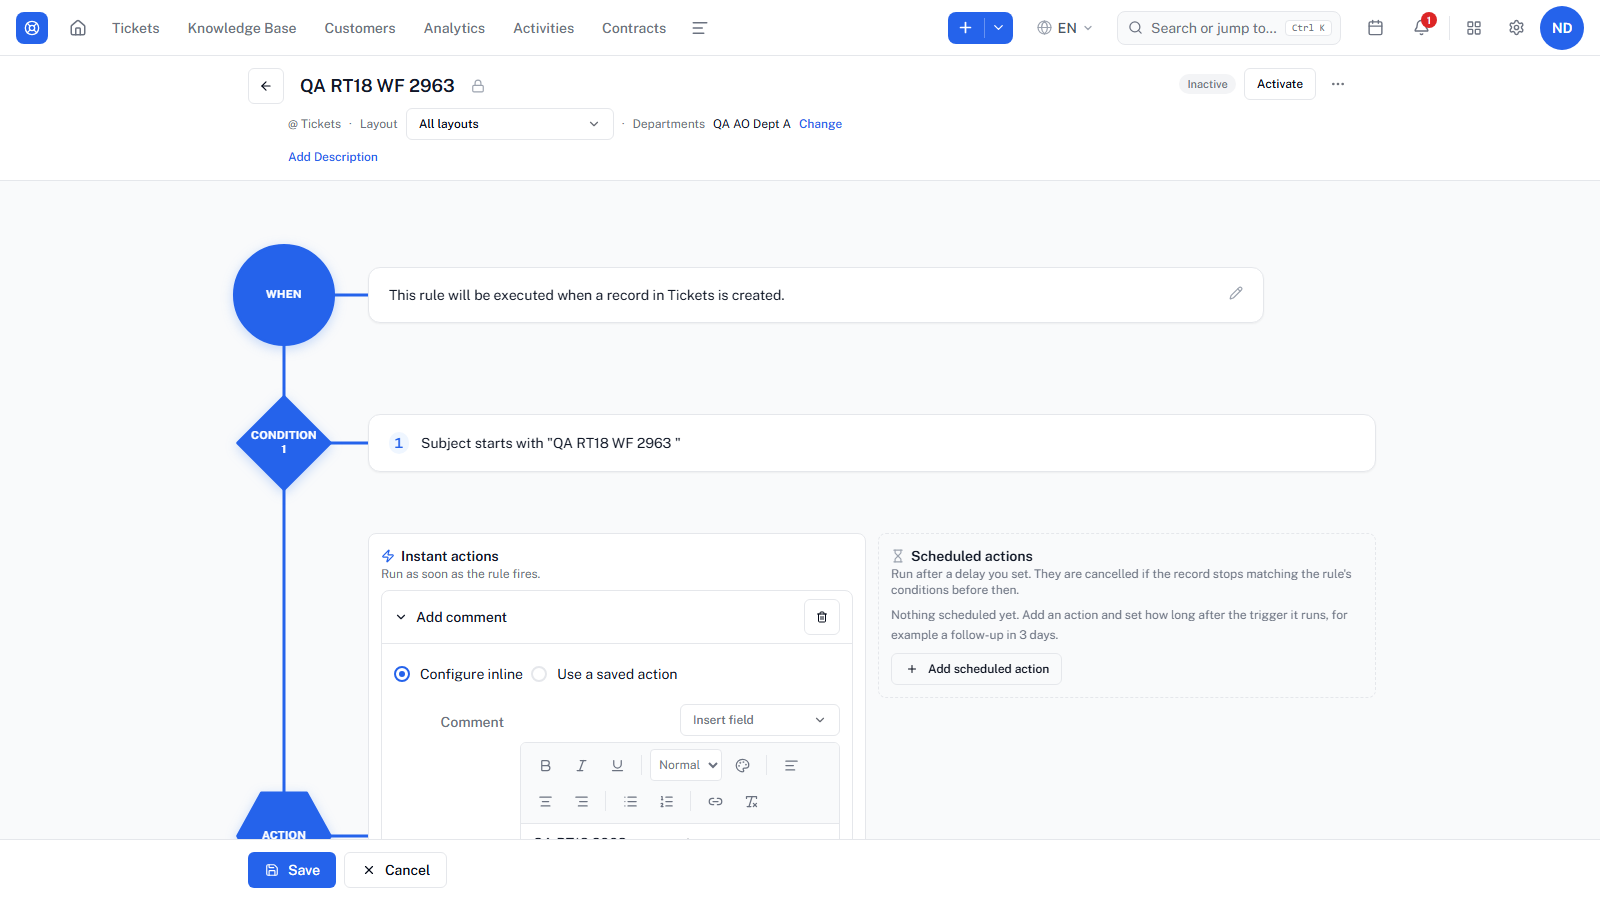 Tickets Knowledge Base Customers Analytics Activities Contracts EN Search or jump to... Ctrl K 1 ND
QA RT18 WF 2963 Inactive Activate
@ Tickets · Layout All layouts · Departments QA AO Dept A Change
Add Description
WHEN This rule will be executed when a record in Tickets is created.
CONDITION
1
1 Subject starts with "QA RT18 WF 2963 "
Instant actions
Run as soon as the rule fires.
Add comment
Configure inline Use a saved action
Comment Insert field
B I U Normal
Scheduled actions
Run after a delay you set. They are cancelled if the record stops matching the rule's
conditions before then.
Nothing scheduled yet. Add an action and set how long after the trigger it runs, for
example a follow-up in 3 days.
Add scheduled action
ACTION
Save Cancel